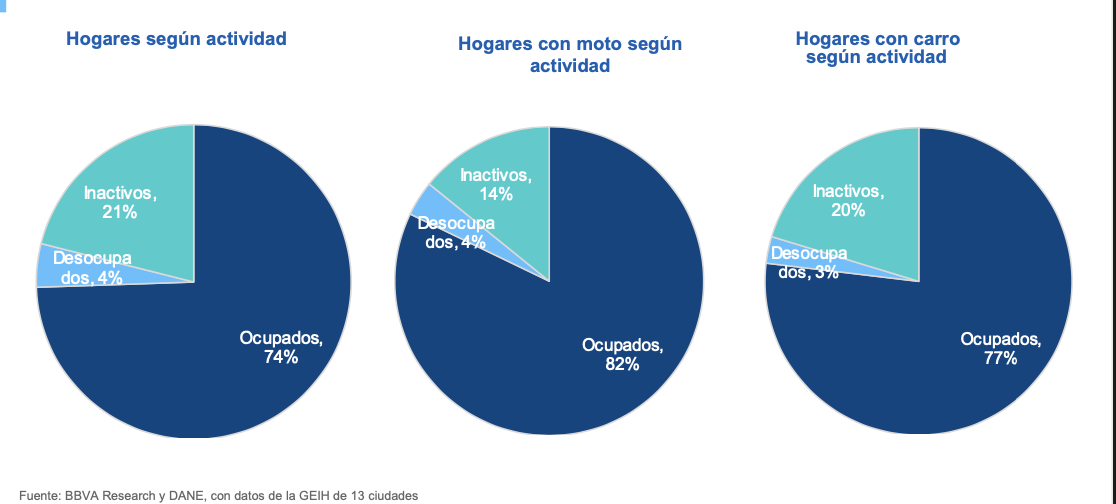 Hogares según actividad
Hogares con moto según
actividad
Hogares con carro
según actividad
Inactivos,
21%
Desocupa
dos, 4%
Ocupados,
74%
Inactivos,
14%
Desocupa
dos, 4%
Ocupados,
82%
Inactivos,
20%
Desocupa
dos, 3%
Ocupados,
77%
Fuente: BBVA Research y DANE, con datos de la GEIH de 13 ciudades